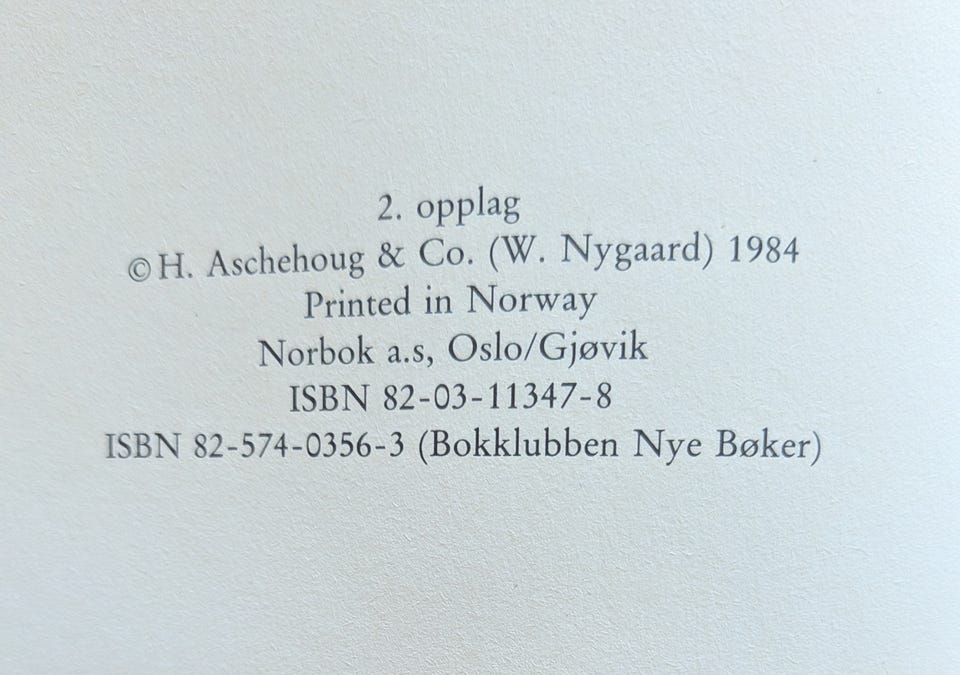 2. opplag
© H. Aschehoug & Co. (W. Nygaard) 1984
Printed in Norway
Norbok a.s, Oslo/Gjøvik
ISBN 82-03-11347-8
ISBN 82-574-0356-3 (Bokklubben Nye Bøker)